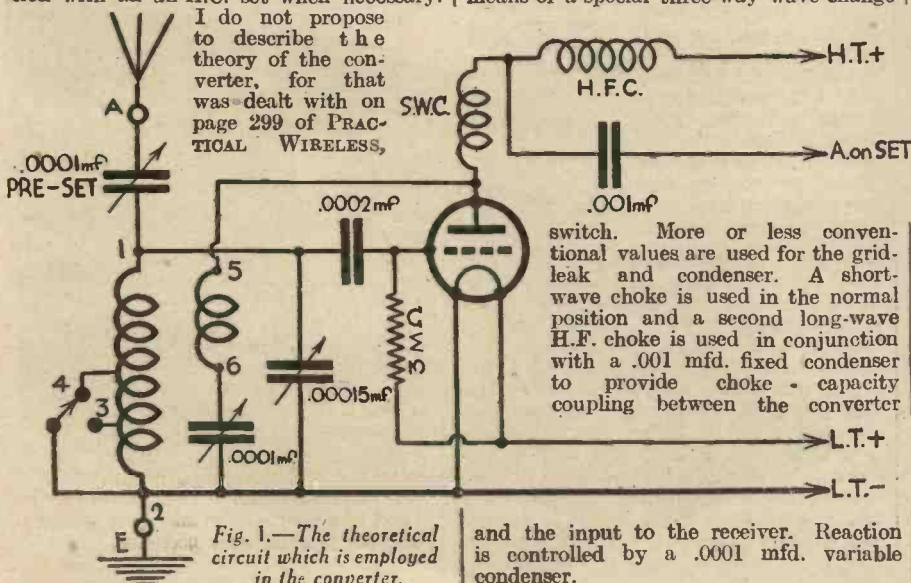 I do not propose
to describe the
theory of the con-
verter, for that
was dealt with on
page 299 of PRAC-
TICAL WIRELESS,
A
.0001mf
PRE-SET
1
4
3
2
E
5
6
.0001mf
.00015mf
.0002mf
3MΩ
S.W.C.
H.F.C.
.001mf
H.T.+
A.on SET
L.T.+
L.T.-
Fig. 1.—The theoretical
circuit which is employed
in the converter.
switch. More or less conven-
tional values are used for the grid-
leak and condenser. A short-
wave choke is used in the normal
position and a second long-wave
H.F. choke is used in conjunction
with a .001 mfd. fixed condenser
to provide choke - capacity
coupling between the converter
and the input to the receiver. Reaction
is controlled by a .0001 mfd. variable
condenser.